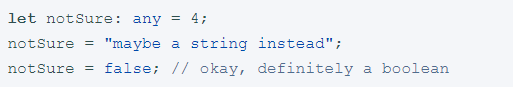 let notSure: any = 4;
notSure = "maybe a string instead";
notSure = false; // okay, definitely a boolean